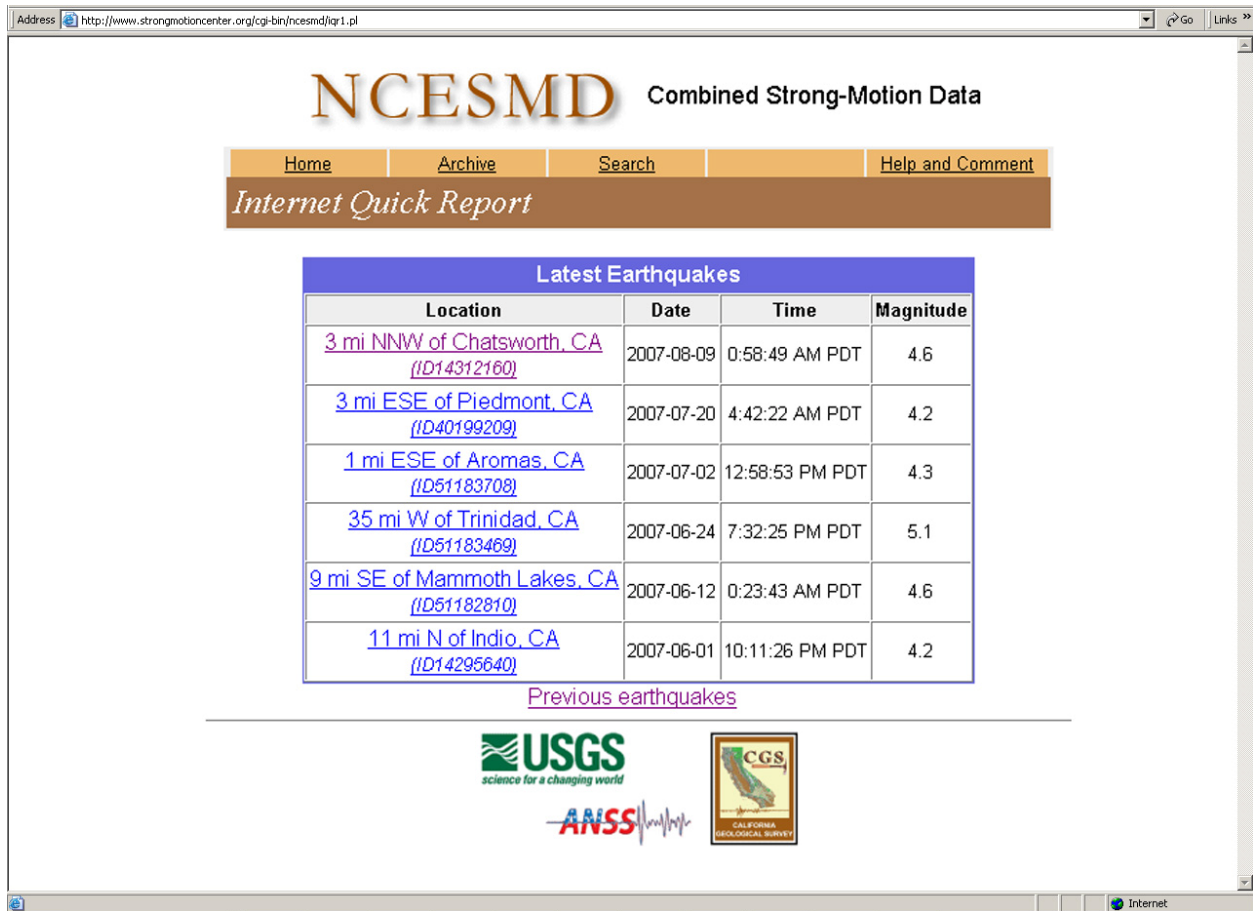 Address http://www.strongmotioncenter.org/cgi-bin/ncesmd/iqr1.pl Go Links »
NCESMD Combined Strong-Motion Data
Home Archive Search Help and Comment
Internet Quick Report
Latest Earthquakes
Location Date Time Magnitude
3 mi NNW of Chatsworth, CA
(ID14312160) 2007-08-09 0:58:49 AM PDT 4.6
3 mi ESE of Piedmont, CA
(ID40199209) 2007-07-20 4:42:22 AM PDT 4.2
1 mi ESE of Aromas, CA
(ID51183708) 2007-07-02 12:58:53 PM PDT 4.3
35 mi W of Trinidad, CA
(ID51183469) 2007-06-24 7:32:25 PM PDT 5.1
9 mi SE of Mammoth Lakes, CA
(ID51182810) 2007-06-12 0:23:43 AM PDT 4.6
11 mi N of Indio, CA
(ID14295640) 2007-06-01 10:11:26 PM PDT 4.2
Previous earthquakes
USGS
science for a changing world
ANSS
CGS
CALIFORNIA
GEOLOGICAL SURVEY
Internet